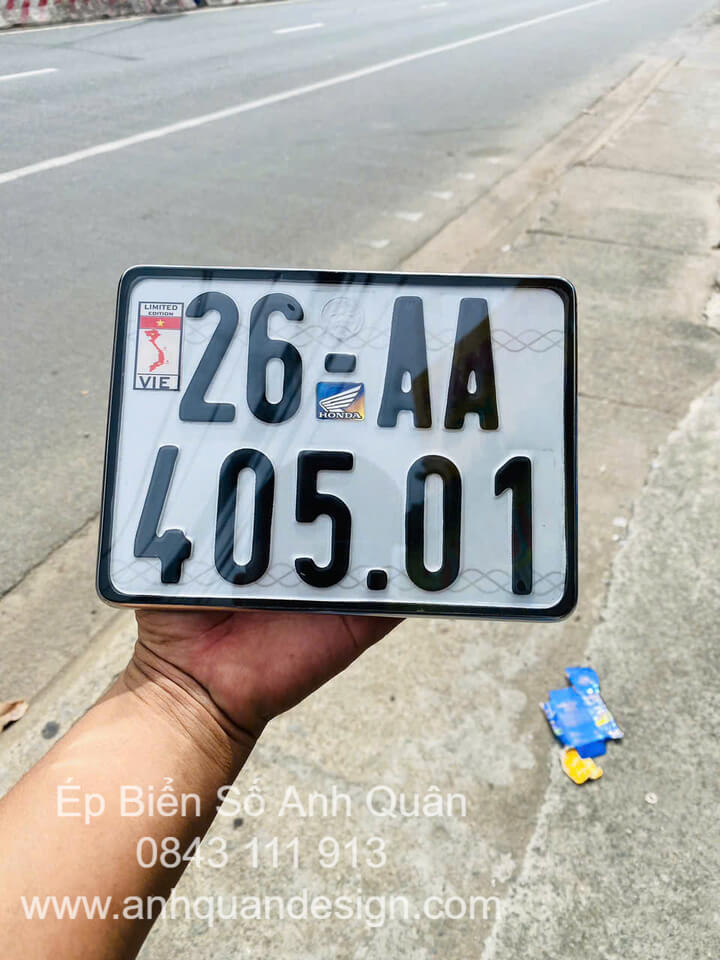 LIMITED
EDITION
VIE
26-AA
HONDA
405.01
Ép Biển Số Anh Quân
0843 111 913
www.anhquandesign.com